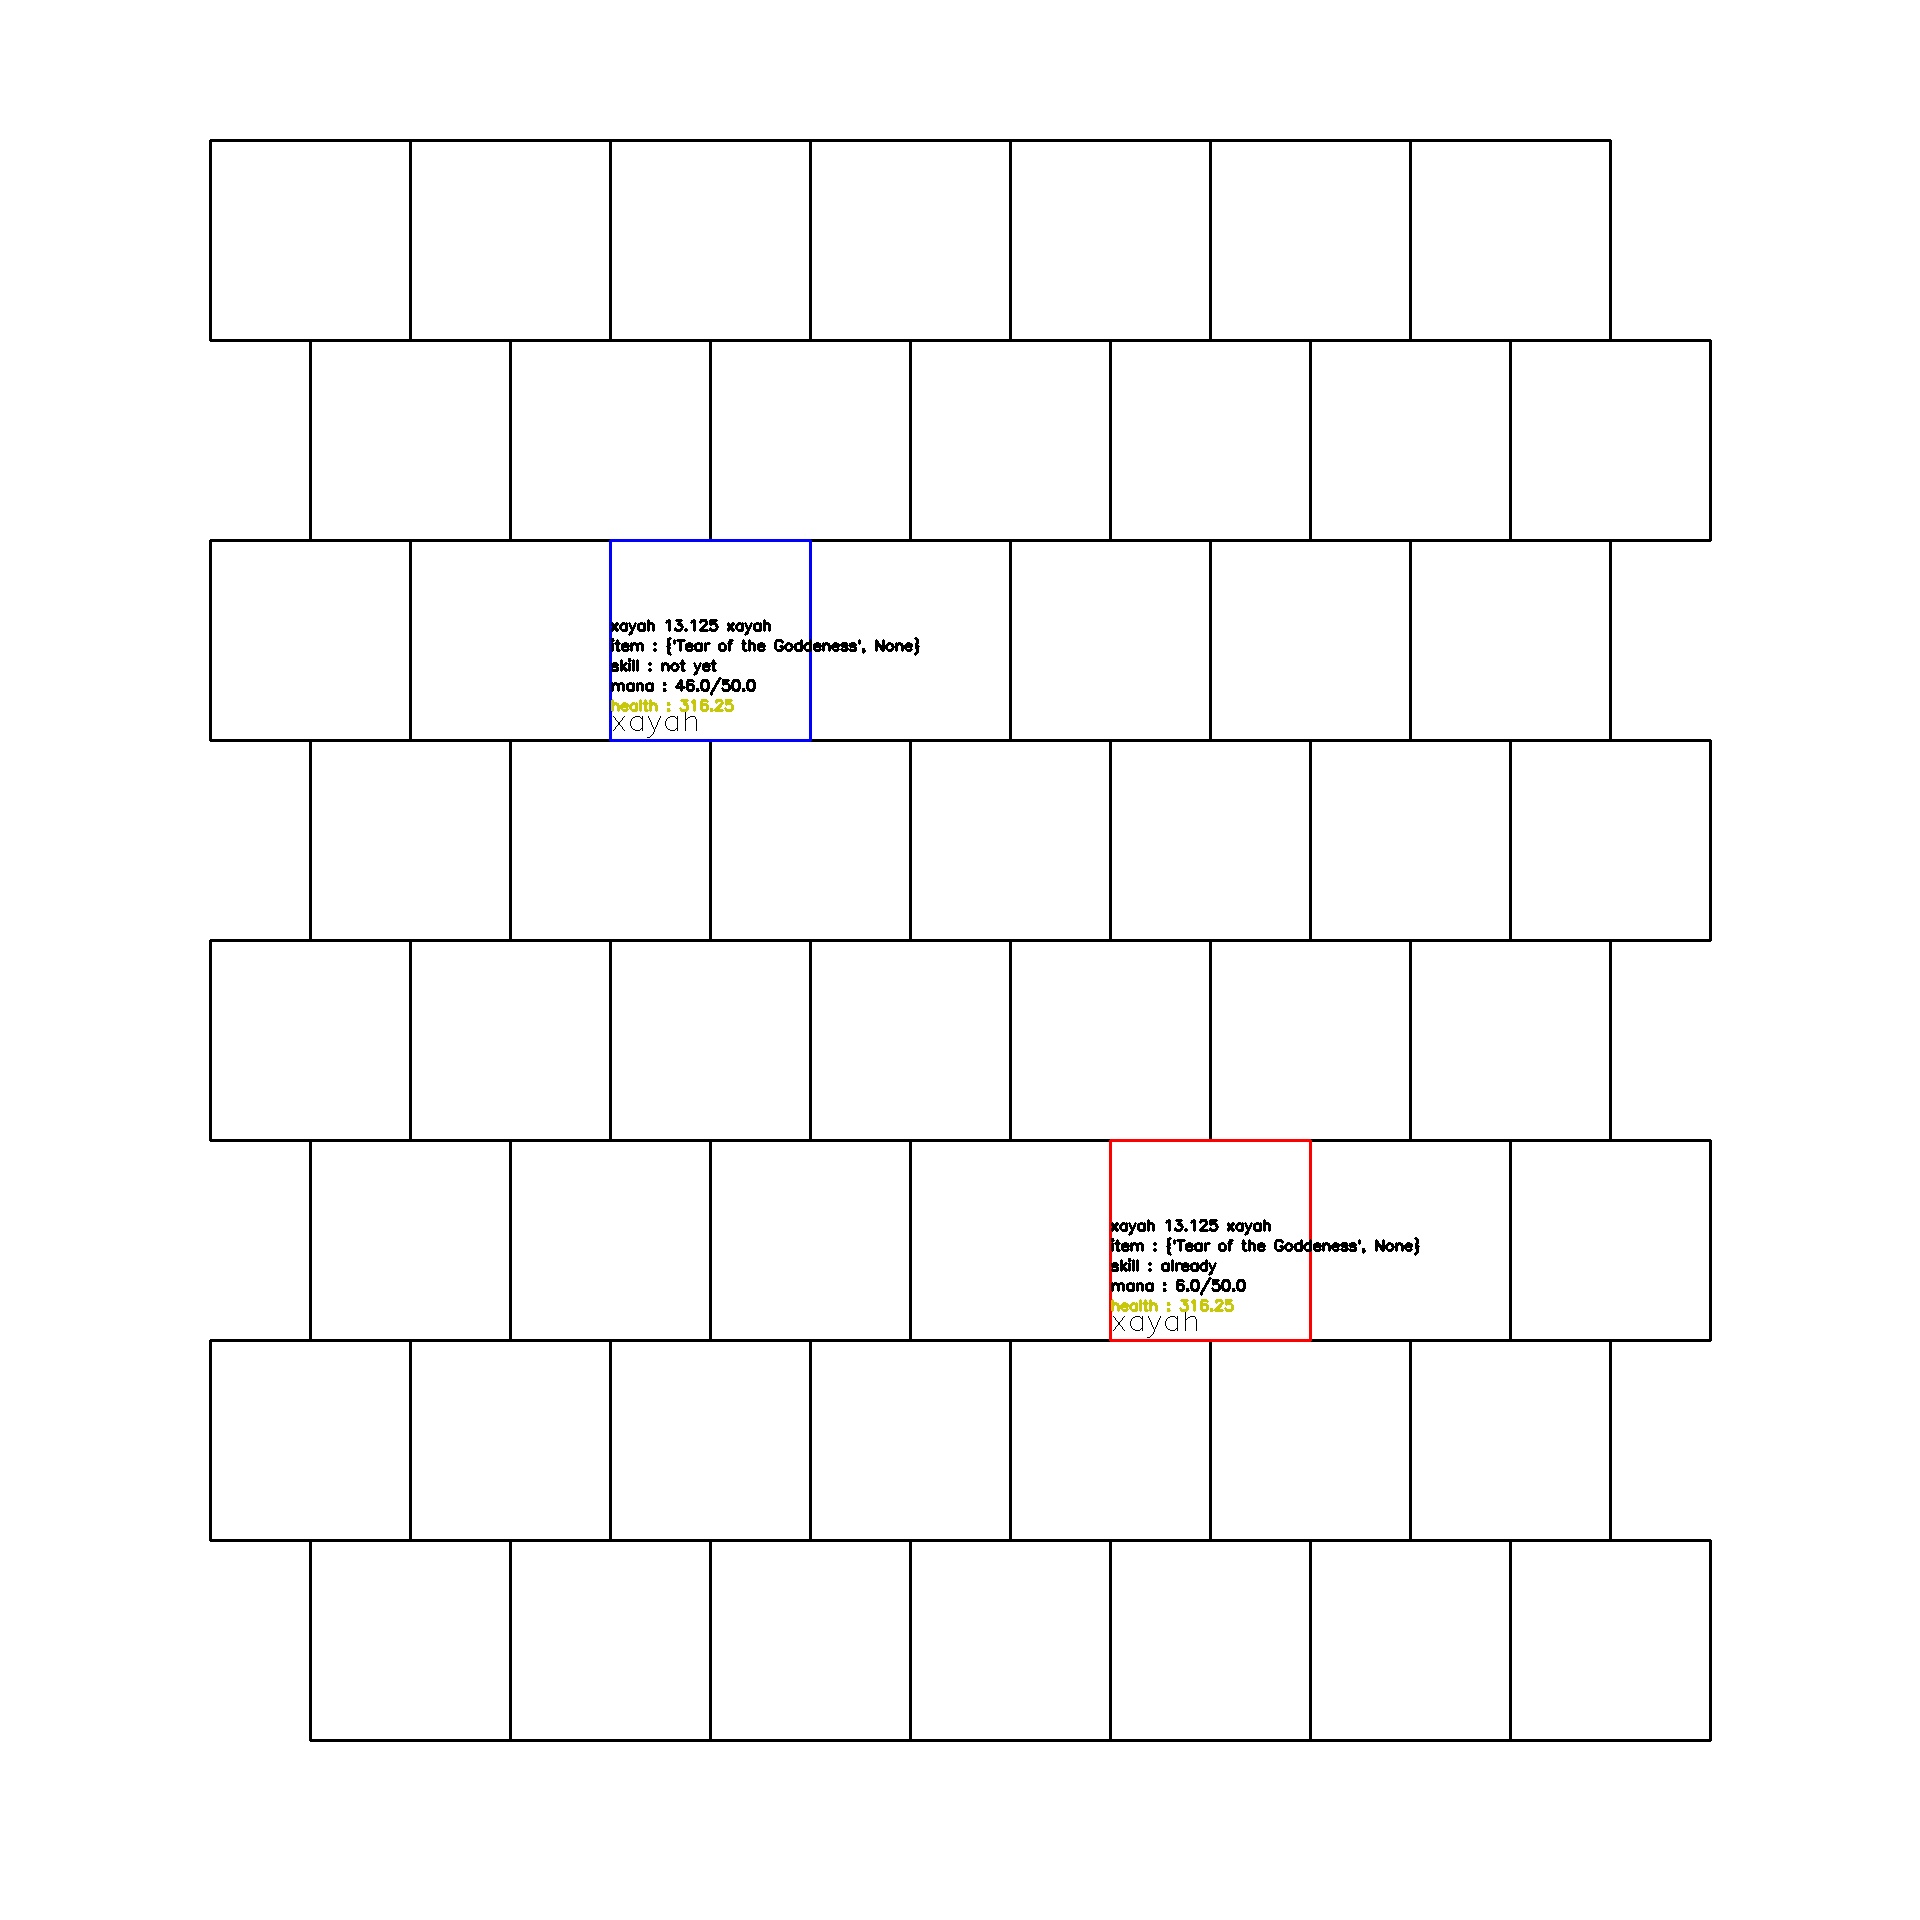 xayah 13.125 xayah
item : {'Tear of the Goddeness', None}
skill : not yet
mana : 46.0/50.0
health : 316.25
xayah
xayah 13.125 xayah
item : {'Tear of the Goddeness', None}
skill : already
mana : 6.0/50.0
health : 316.25
xayah